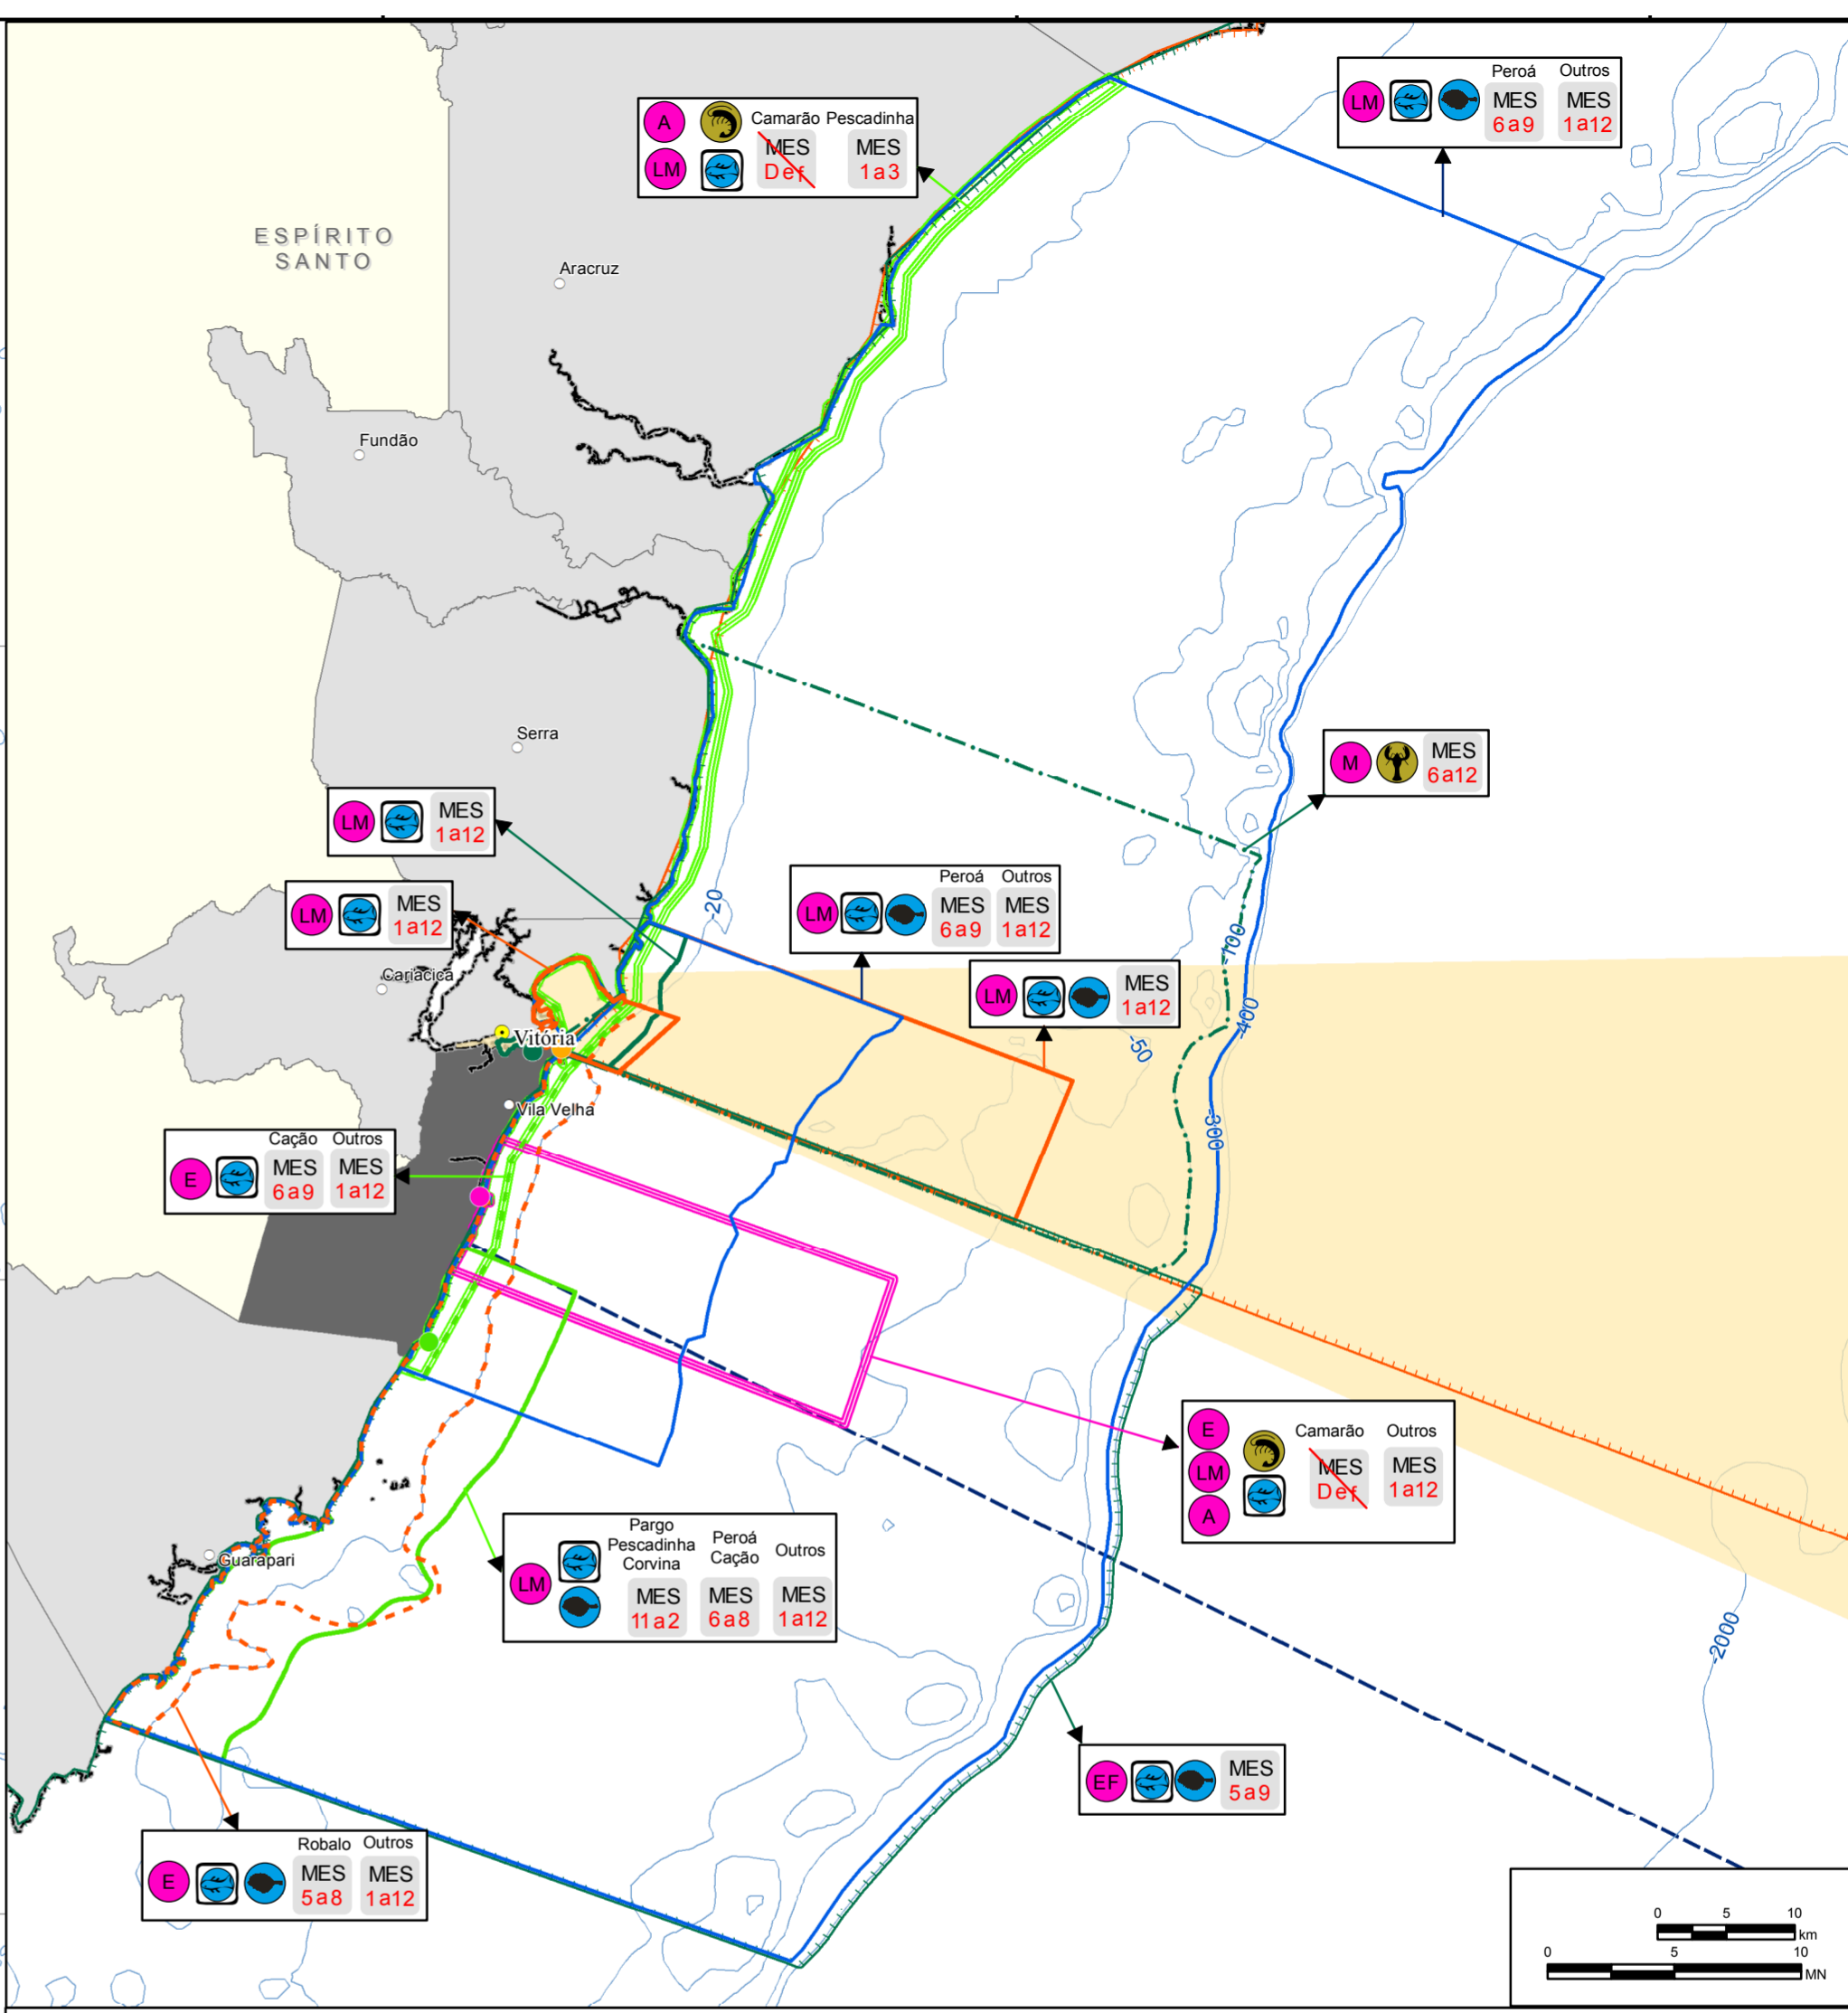 Peroá Outros
LM MES MES
6a9 1a12
A Camarão Pescadinha
LM MES MES
Def 1a3
ESPÍRITO
SANTO
Aracruz
Fundão
Serra
M MES
6a12
LM MES
1a12
LM MES
1a12
-20
Peroá Outros
LM MES MES
6a9 1a12
-100
LM MES
1a12
-400
-50
-300
Cariacica
Vitória
Vila Velha
Cação Outros
E MES MES
6a9 1a12
E Camarão Outros
LM MES MES
A Def 1a12
Pargo
Pescadinha
Corvina
Peroá
Cação
Outros
LM MES MES MES
11a2 6a8 1a12
Guarapari
-2000
EF MES
5a9
Robalo Outros
E MES MES
5a8 1a12
0 5 10
km
0 5 10
MN